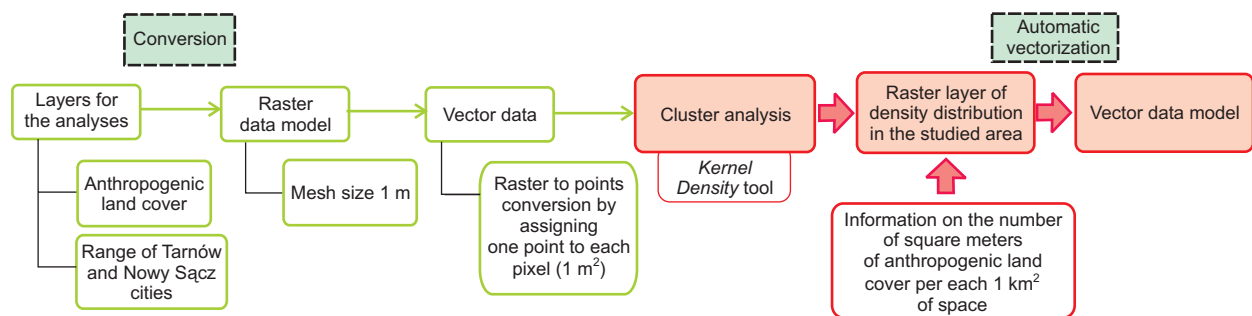 Conversion
Automatic
vectorization
Layers for
the analyses
Raster
data model
Vector data
Cluster analysis
Raster layer of
density distribution
in the studied area
Vector data model
Anthropogenic
land cover
Range of Tarnów
and Nowy Sącz
cities
Mesh size 1 m
Raster to points
conversion by
assigning
one point to each
pixel (1 m²)
Kernel
Density tool
Information on the number
of square meters
of anthropogenic land
cover per each 1 km²
of space